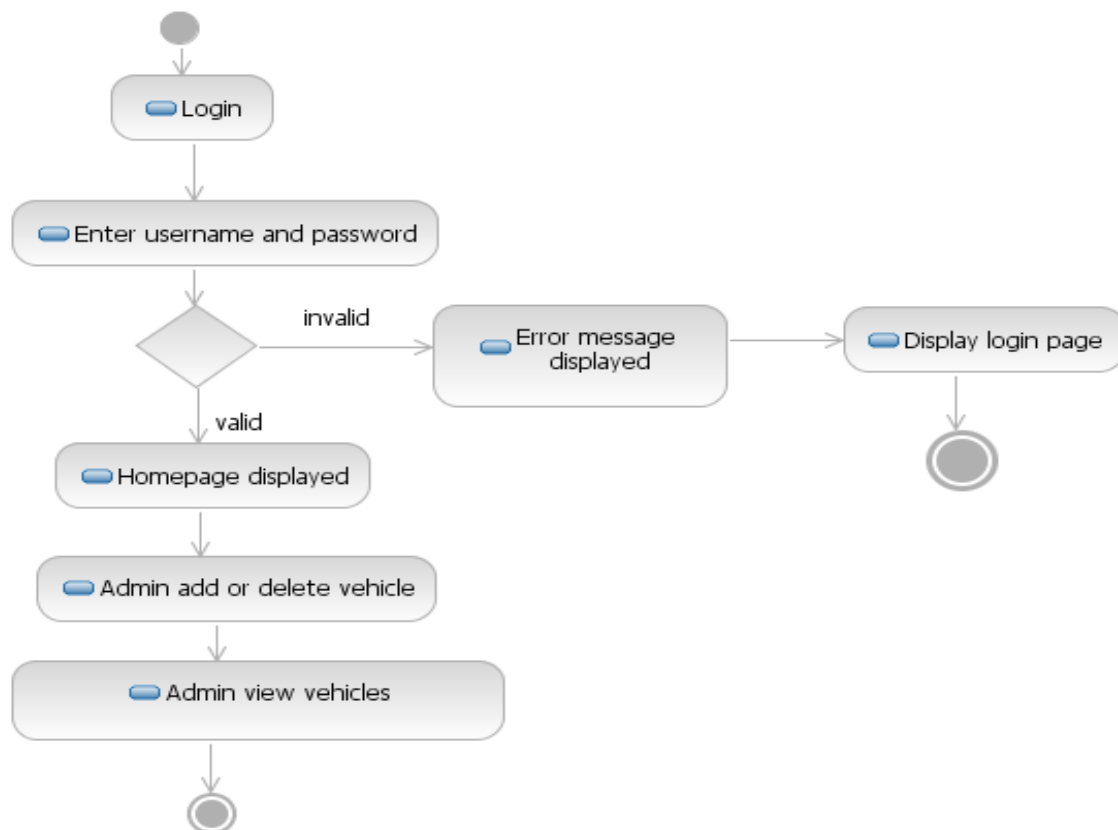 Login
Enter username and password
invalid
Error message
displayed
Display login page
valid
Homepage displayed
Admin add or delete vehicle
Admin view vehicles